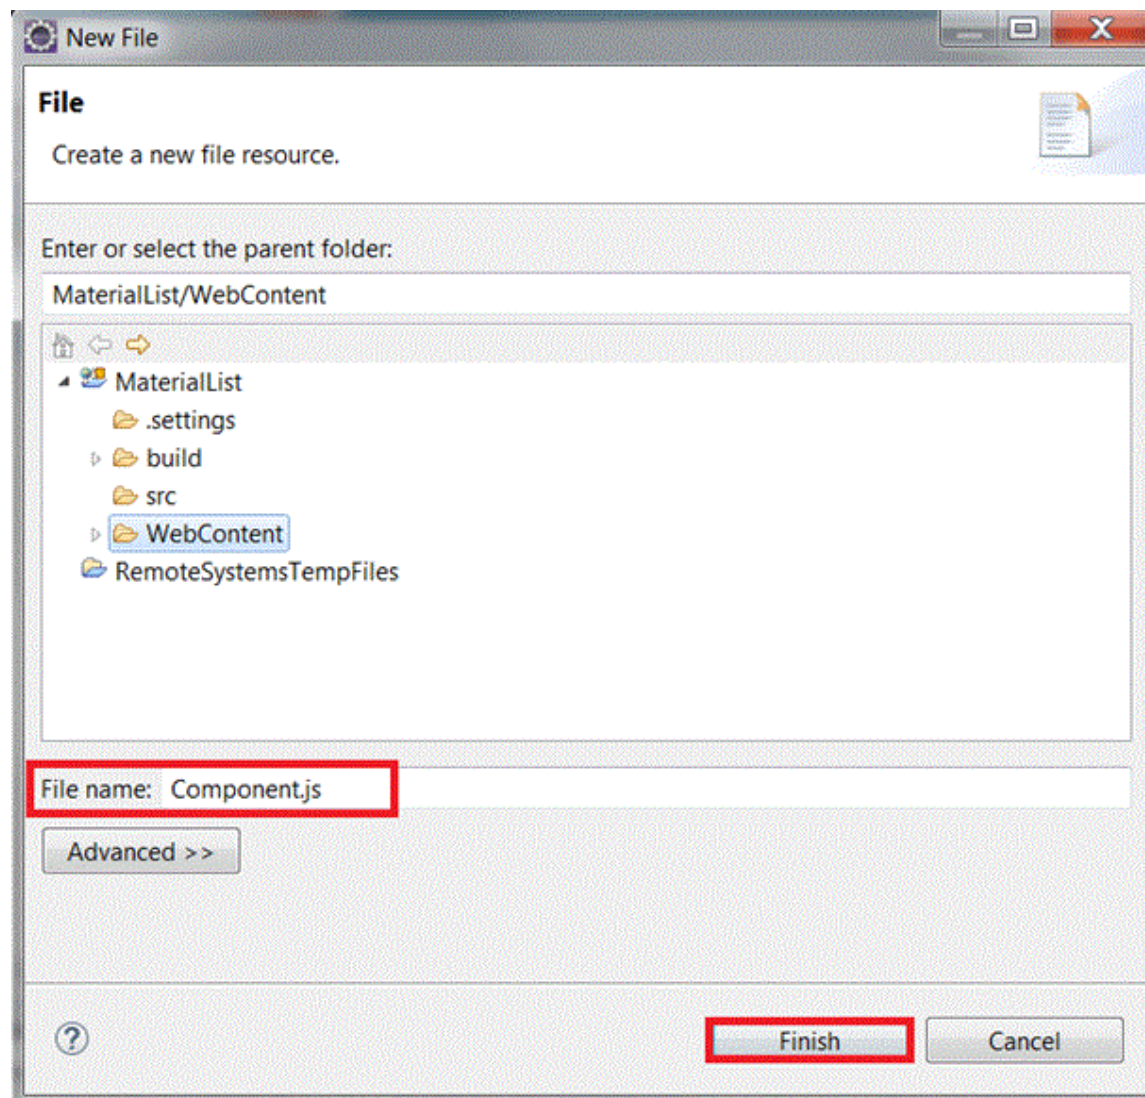 New File
File
Create a new file resource.
Enter or select the parent folder:
MaterialList/WebContent
MaterialList
.settings
build
src
WebContent
RemoteSystemsTempFiles
File name: Component.js
Advanced >>
Finish Cancel